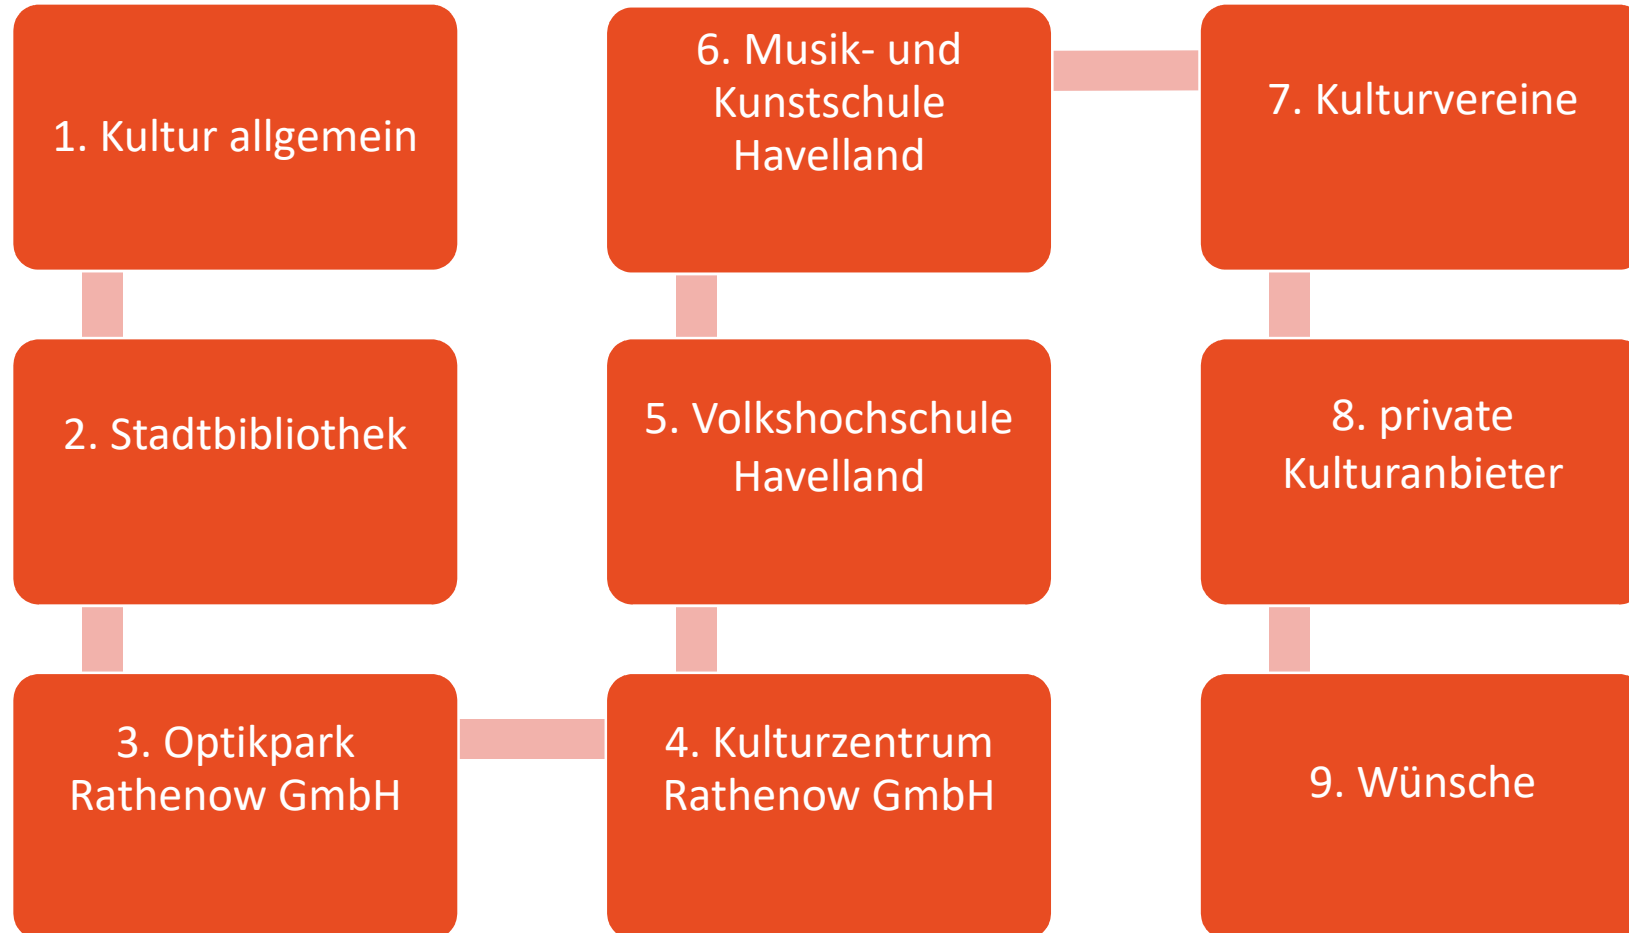 1. Kultur allgemein
2. Stadtbibliothek
3. Optikpark
Rathenow GmbH
4. Kulturzentrum
Rathenow GmbH
5. Volkshochschule
Havelland
6. Musik- und
Kunstschule
Havelland
7. Kulturvereine
8. private
Kulturanbieter
9. Wünsche